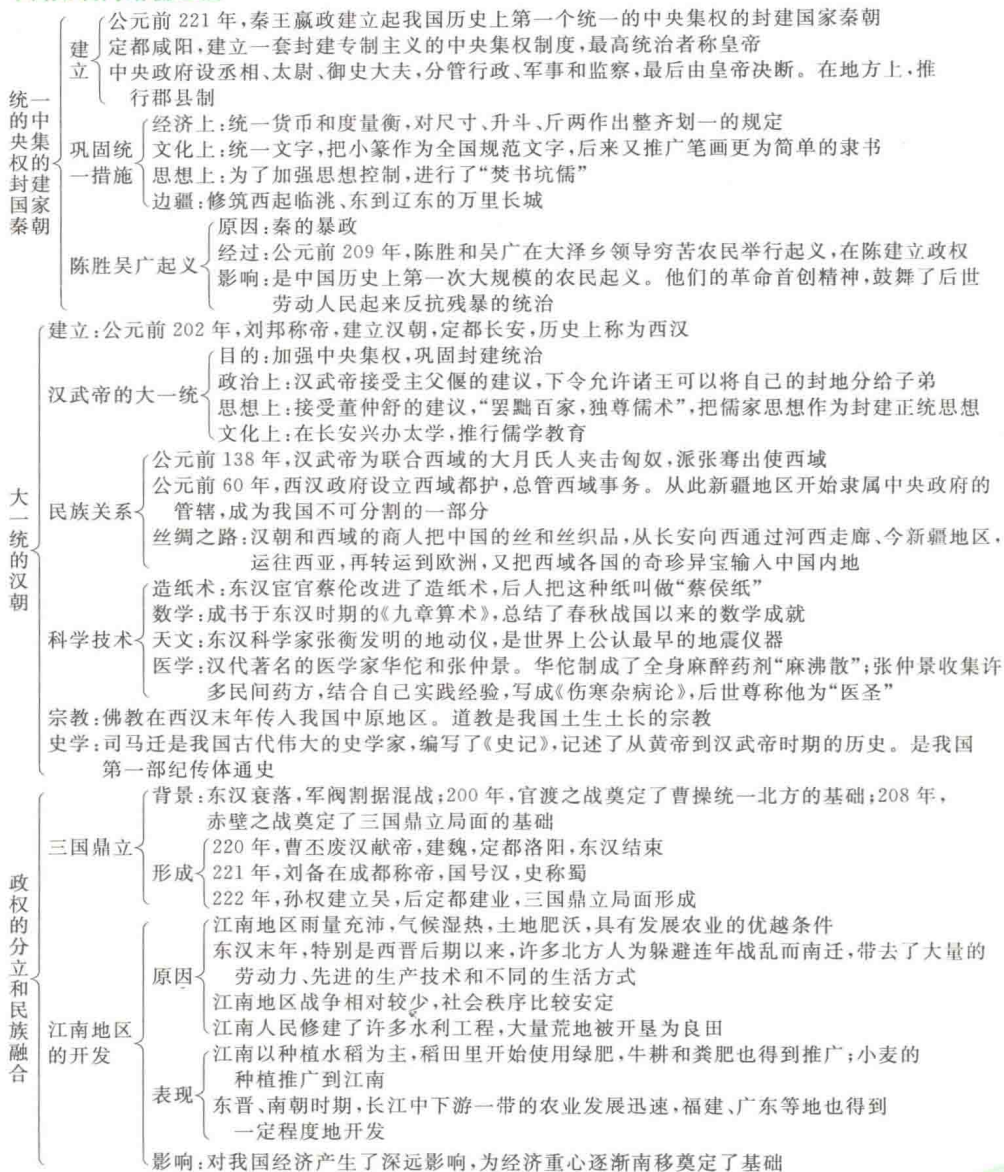 公元前 221 年,秦王嬴政建立起我国历史上第一个统一的中央集权的封建国家秦朝
建立
定都咸阳,建立一套封建专制主义的中央集权制度,最高统治者称皇帝
中央政府设丞相、太尉、御史大夫,分管行政、军事和监察,最后由皇帝决断。在地方上,推
行郡县制
统一的中央集权的封建国家秦朝
经济上:统一货币和度量衡,对尺寸、升斗、斤两作出整齐划一的规定
巩固统一措施
文化上:统一文字,把小篆作为全国规范文字,后来又推广笔画更为简单的隶书
思想上:为了加强思想控制,进行了“焚书坑儒”
边疆:修筑西起临洮、东到辽东的万里长城
陈胜吴广起义
原因:秦的暴政
经过:公元前 209 年,陈胜和吴广在大泽乡领导穷苦农民举行起义,在陈建立政权
影响:是中国历史上第一次大规模的农民起义。他们的革命首创精神,鼓舞了后世
劳动人民起来反抗残暴的统治
大一统的汉朝
建立:公元前 202 年,刘邦称帝,建立汉朝,定都长安,历史上称为西汉
汉武帝的大一统
目的:加强中央集权,巩固封建统治
政治上:汉武帝接受主父偃的建议,下令允许诸王可以将自己的封地分给子弟
思想上:接受董仲舒的建议,“罢黜百家,独尊儒术”,把儒家思想作为封建正统思想
文化上:在长安兴办太学,推行儒学教育
民族关系
公元前 138 年,汉武帝为联合西域的大月氏人夹击匈奴,派张骞出使西域
公元前 60 年,西汉政府设立西域都护,总管西域事务。从此新疆地区开始隶属中央政府的
管辖,成为我国不可分割的一部分
丝绸之路:汉朝和西域的商人把中国的丝和丝织品,从长安向西通过河西走廊、今新疆地区,
运往西亚,再转运到欧洲,又把西域各国的奇珍异宝输入中国内地
科学技术
造纸术:东汉宦官蔡伦改进了造纸术,后人把这种纸叫做“蔡侯纸”
数学:成书于东汉时期的《九章算术》,总结了春秋战国以来的数学成就
天文:东汉科学家张衡发明的地动仪,是世界上公认最早的地震仪器
医学:汉代著名的医学家华佗和张仲景。华佗制成了全身麻醉药剂“麻沸散”;张仲景收集许
多民间药方,结合自己实践经验,写成《伤寒杂病论》,后世尊称他为“医圣”
宗教:佛教在西汉末年传入我国中原地区。道教是我国土生土长的宗教
史学:司马迁是我国古代伟大的史学家,编写了《史记》,记述了从黄帝到汉武帝时期的历史。是我国
第一部纪传体通史
政权的分立和民族融合
三国鼎立
背景:东汉衰落,军阀割据混战;200 年,官渡之战奠定了曹操统一北方的基础;208 年,
赤壁之战奠定了三国鼎立局面的基础
形成
220 年,曹丕废汉献帝,建魏,定都洛阳,东汉结束
221 年,刘备在成都称帝,国号汉,史称蜀
222 年,孙权建立吴,后定都建业,三国鼎立局面形成
江南地区的开发
原因
江南地区雨量充沛,气候湿热,土地肥沃,具有发展农业的优越条件
东汉末年,特别是西晋后期以来,许多北方人为躲避连年战乱而南迁,带去了大量的
劳动力、先进的生产技术和不同的生活方式
江南地区战争相对较少,社会秩序比较安定
江南人民修建了许多水利工程,大量荒地被开垦为良田
表现
江南以种植水稻为主,稻田里开始使用绿肥,牛耕和粪肥也得到推广;小麦的
种植推广到江南
东晋、南朝时期,长江中下游一带的农业发展迅速,福建、广东等地也得到
一定程度地开发
影响:对我国经济产生了深远影响,为经济重心逐渐南移奠定了基础